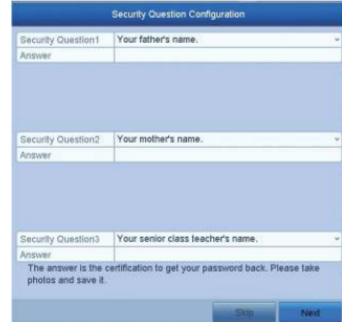 Security Question Configuration
Security Question1 Your father's name.
Answer
Security Question2 Your mother's name.
Answer
Security Question3 Your senior class teacher's name.
Answer
The answer is the certification to get your password back. Please take
photos and save it.
Skip Next